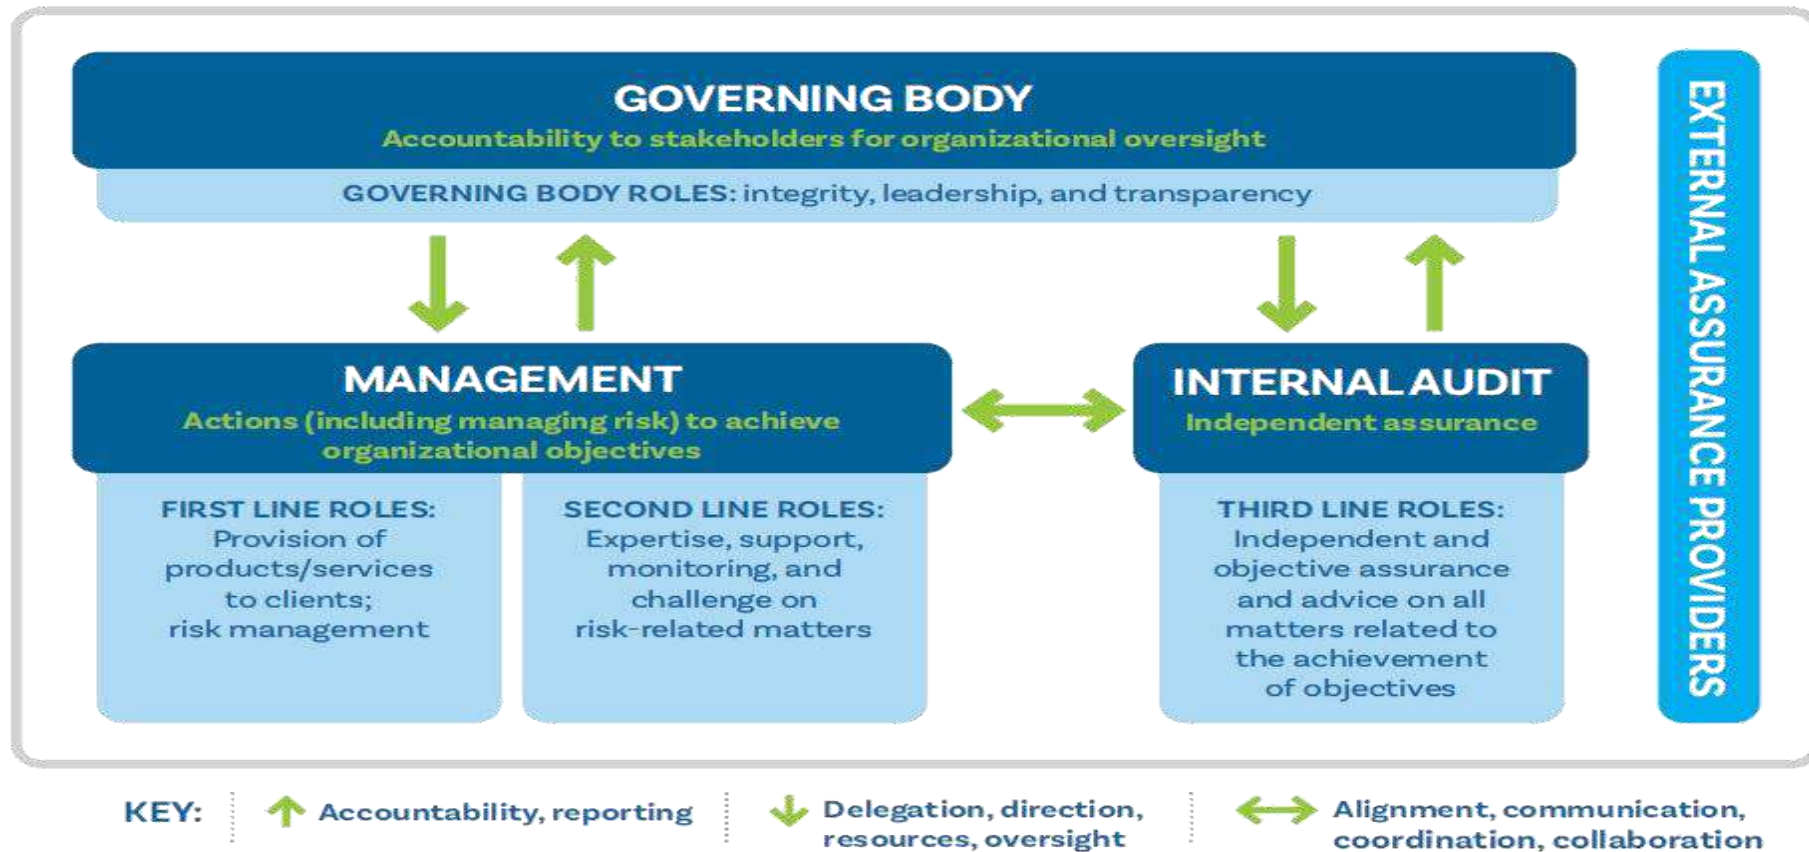 GOVERNING BODY
Accountability to stakeholders for organizational oversight
GOVERNING BODY ROLES: integrity, leadership, and transparency
MANAGEMENT
Actions (including managing risk) to achieve
organizational objectives
FIRST LINE ROLES:
Provision of
products/services
to clients;
risk management
SECOND LINE ROLES:
Expertise, support,
monitoring, and
challenge on
risk-related matters
INTERNAL AUDIT
Independent assurance
THIRD LINE ROLES:
Independent and
objective assurance
and advice on all
matters related to
the achievement
of objectives
EXTERNAL ASSURANCE PROVIDERS
KEY:
Accountability, reporting
Delegation, direction,
resources, oversight
Alignment, communication,
coordination, collaboration